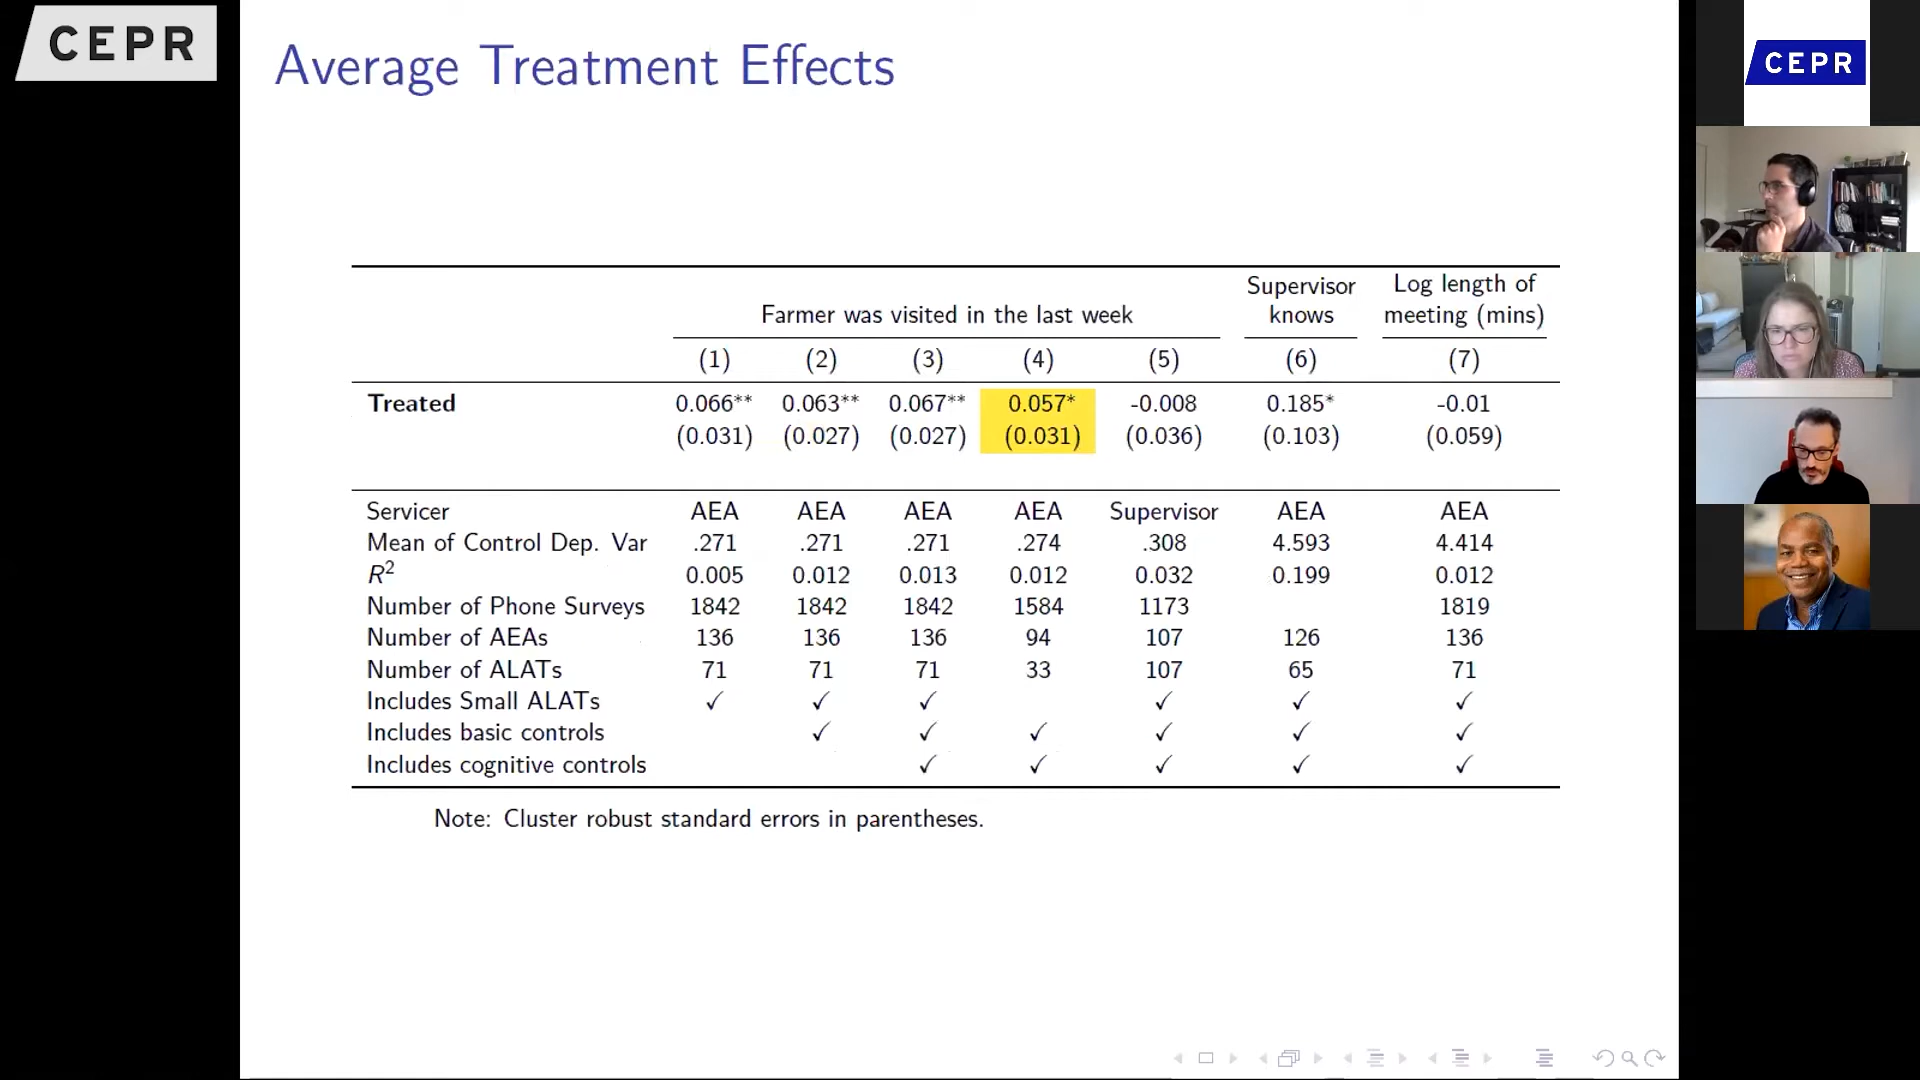 CEPR
Average Treatment Effects
CEPR
Supervisor Log length of
Farmer was visited in the last week knows meeting (mins)
(1) (2) (3) (4) (5) (6) (7)
Treated 0.066** 0.063** 0.067** 0.057* -0.008 0.185* -0.01
(0.031) (0.027) (0.027) (0.031) (0.036) (0.103) (0.059)
Servicer AEA AEA AEA AEA Supervisor AEA AEA
Mean of Control Dep. Var .271 .271 .271 .274 .308 4.593 4.414
R² 0.005 0.012 0.013 0.012 0.032 0.199 0.012
Number of Phone Surveys 1842 1842 1842 1584 1173 1819
Number of AEAs 136 136 136 94 107 126 136
Number of ALATs 71 71 71 33 107 65 71
Includes Small ALATs ✓ ✓ ✓ ✓ ✓ ✓
Includes basic controls ✓ ✓ ✓ ✓ ✓ ✓
Includes cognitive controls ✓ ✓ ✓ ✓ ✓
Note: Cluster robust standard errors in parentheses.